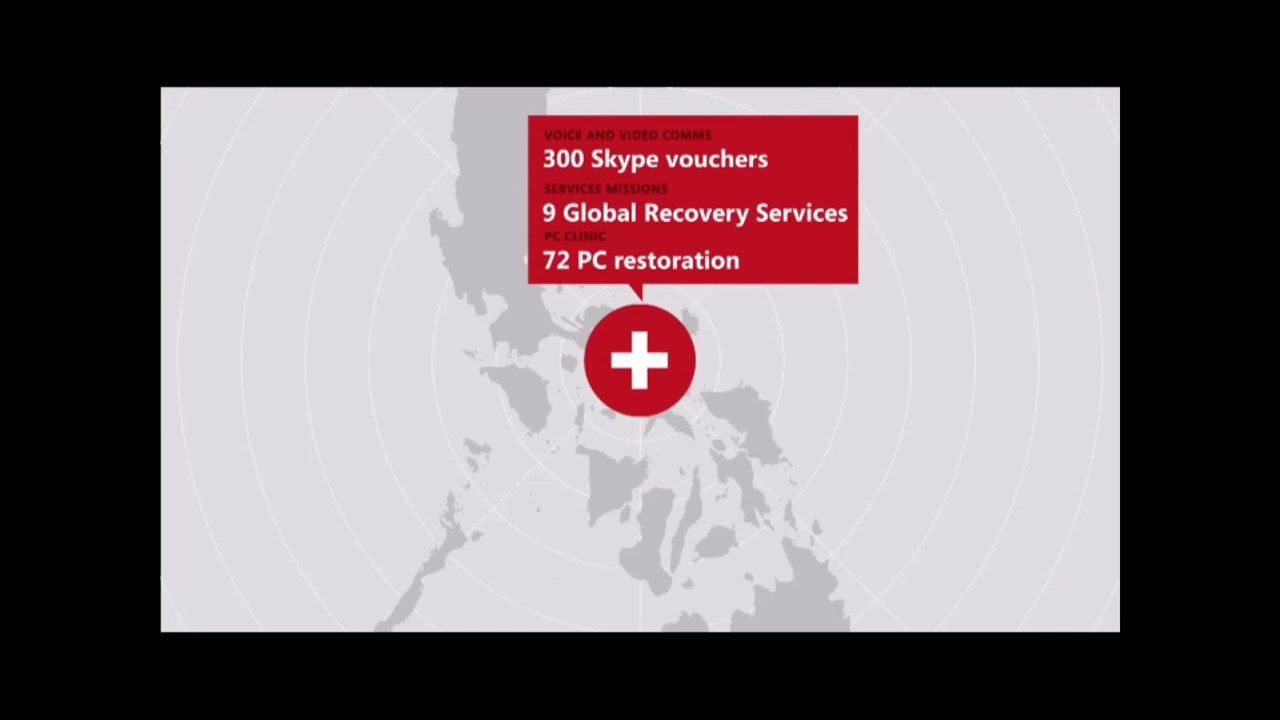 VOICE AND VIDEO COMMS
300 Skype vouchers
SERVICES MISSIONS
9 Global Recovery Services
PC CLINIC
72 PC restoration